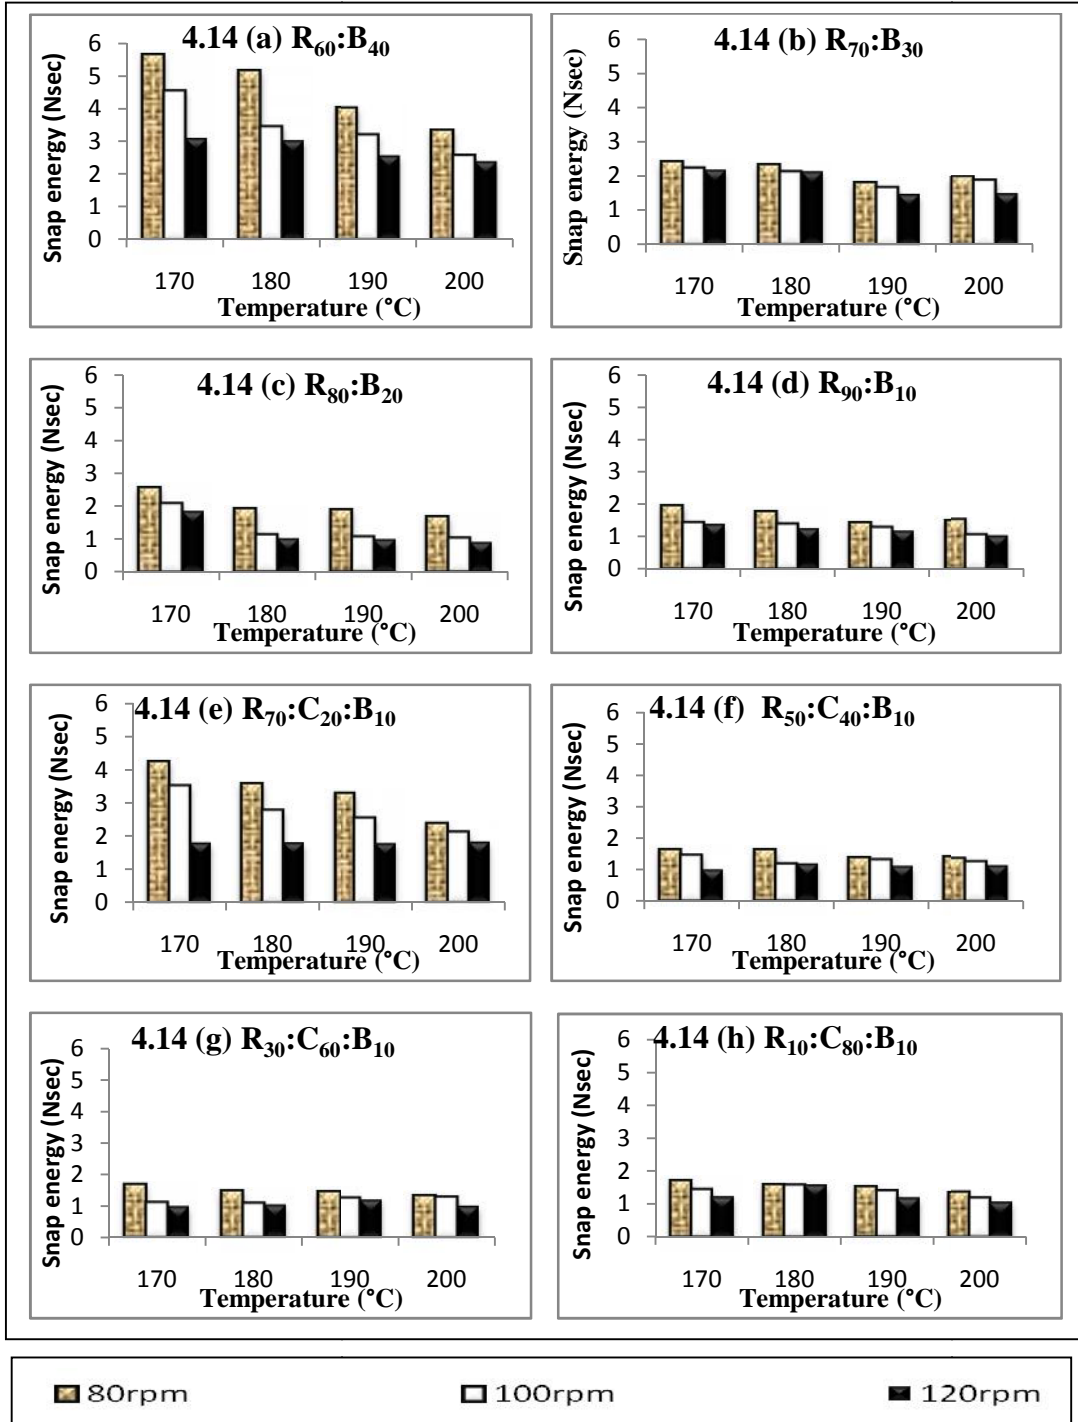 4.14 (a) R60:B40
Snap energy (Nsec)
6
5
4
3
2
1
0
170 180 190 200
Temperature (°C)
4.14 (b) R70:B30
Snap energy (Nsec)
6
5
4
3
2
1
0
170 180 190 200
Temperature (°C)
4.14 (c) R80:B20
Snap energy (Nsec)
6
5
4
3
2
1
0
170 180 190 200
Temperature (°C)
4.14 (d) R90:B10
Snap energy (Nsec)
6
5
4
3
2
1
0
170 180 190 200
Temperature (°C)
4.14 (e) R70:C20:B10
Snap energy (Nsec)
6
5
4
3
2
1
0
170 180 190 200
Temperature (°C)
4.14 (f) R50:C40:B10
Snap energy (Nsec)
6
5
4
3
2
1
0
170 180 190 200
Temperature (°C)
4.14 (g) R30:C60:B10
Snap energy (Nsec)
6
5
4
3
2
1
0
170 180 190 200
Temperature (°C)
4.14 (h) R10:C80:B10
Snap energy (Nsec)
6
5
4
3
2
1
0
170 180 190 200
Temperature (°C)
80rpm 100rpm 120rpm